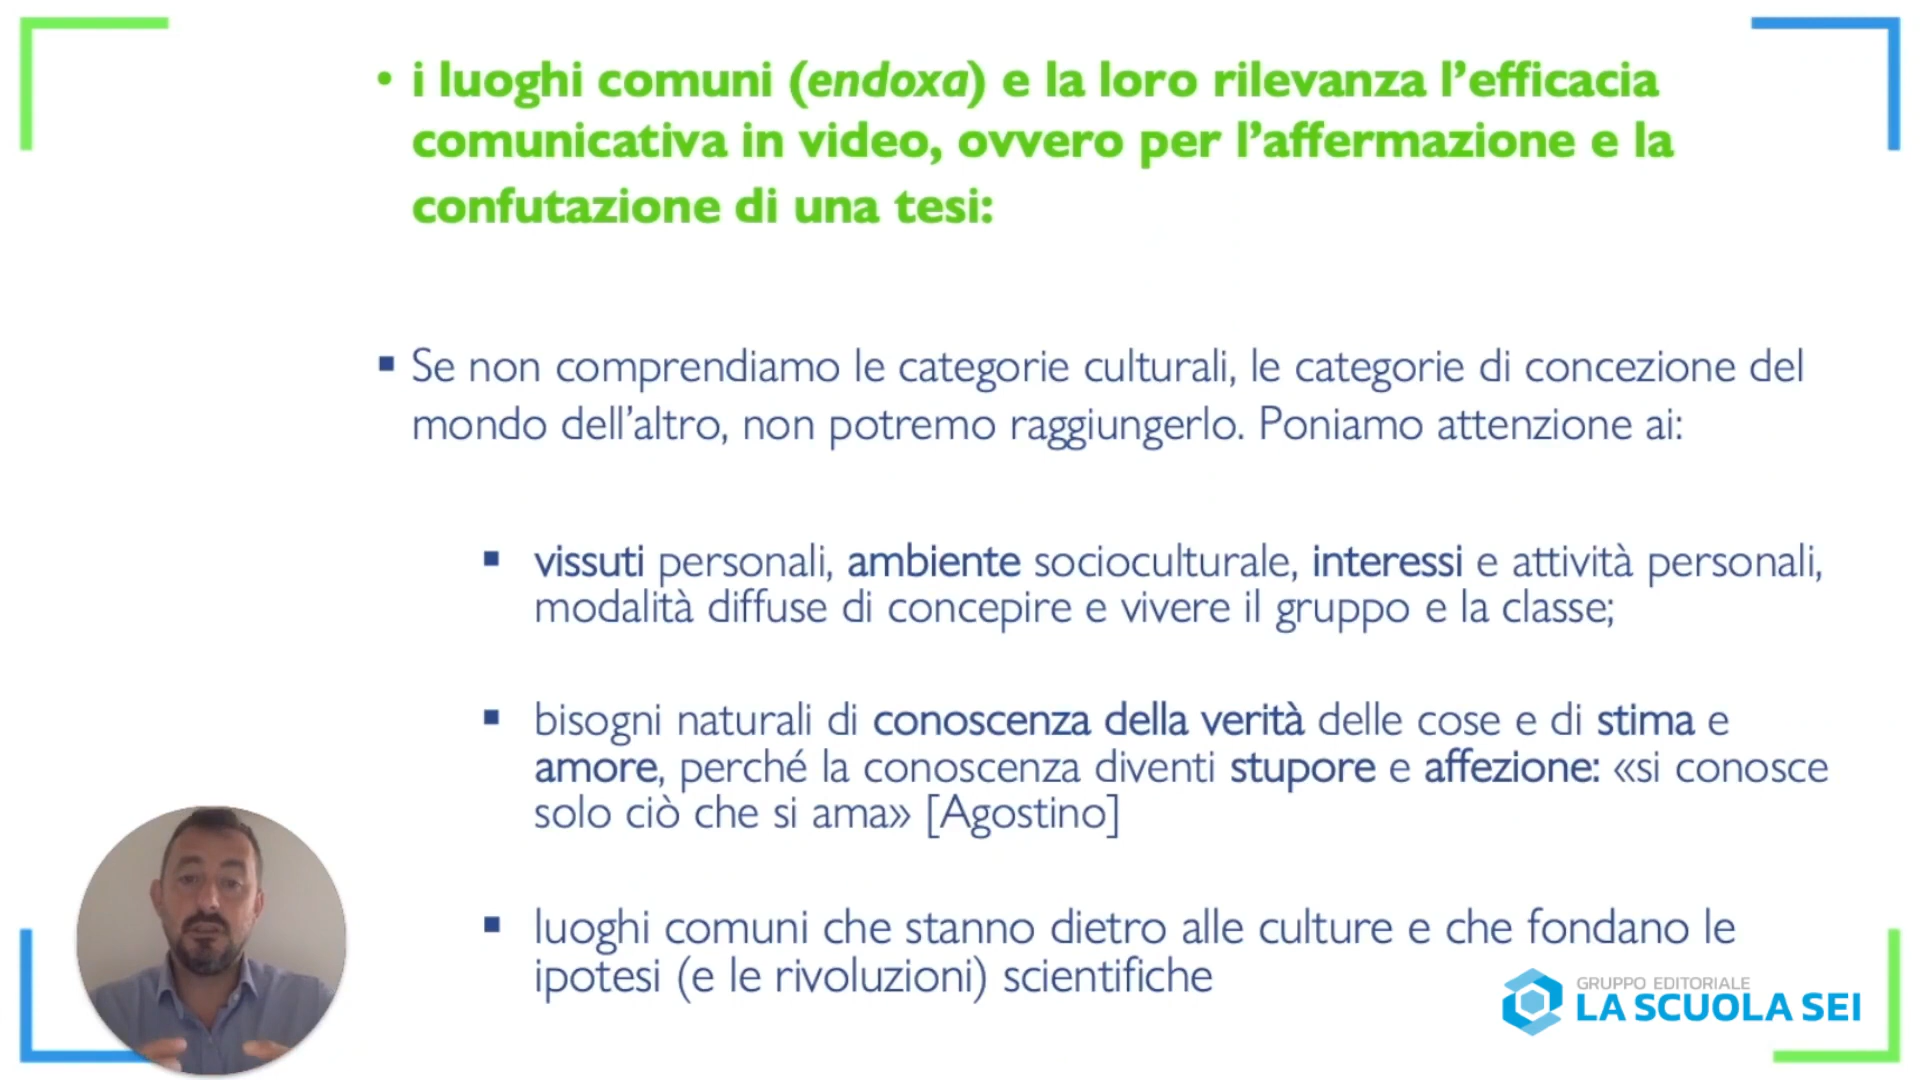 • i luoghi comuni (endoxa) e la loro rilevanza l’efficacia
comunicativa in video, ovvero per l’affermazione e la
confutazione di una tesi:
▪ Se non comprendiamo le categorie culturali, le categorie di concezione del
mondo dell’altro, non potremo raggiungerlo. Poniamo attenzione ai:
▪ vissuti personali, ambiente socioculturale, interessi e attività personali,
modalità diffuse di concepire e vivere il gruppo e la classe;
▪ bisogni naturali di conoscenza della verità delle cose e di stima e
amore, perché la conoscenza diventi stupore e affezione: «si conosce
solo ciò che si ama» [Agostino]
▪ luoghi comuni che stanno dietro alle culture e che fondano le
ipotesi (e le rivoluzioni) scientifiche
GRUPPO EDITORIALE
LA SCUOLA SEI